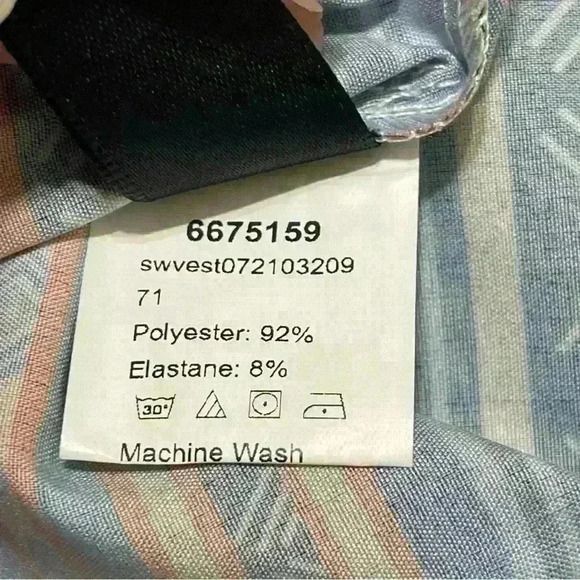 6675159
swvest072103209
71
Polyester: 92%
Elastane: 8%
30°
Machine Wash